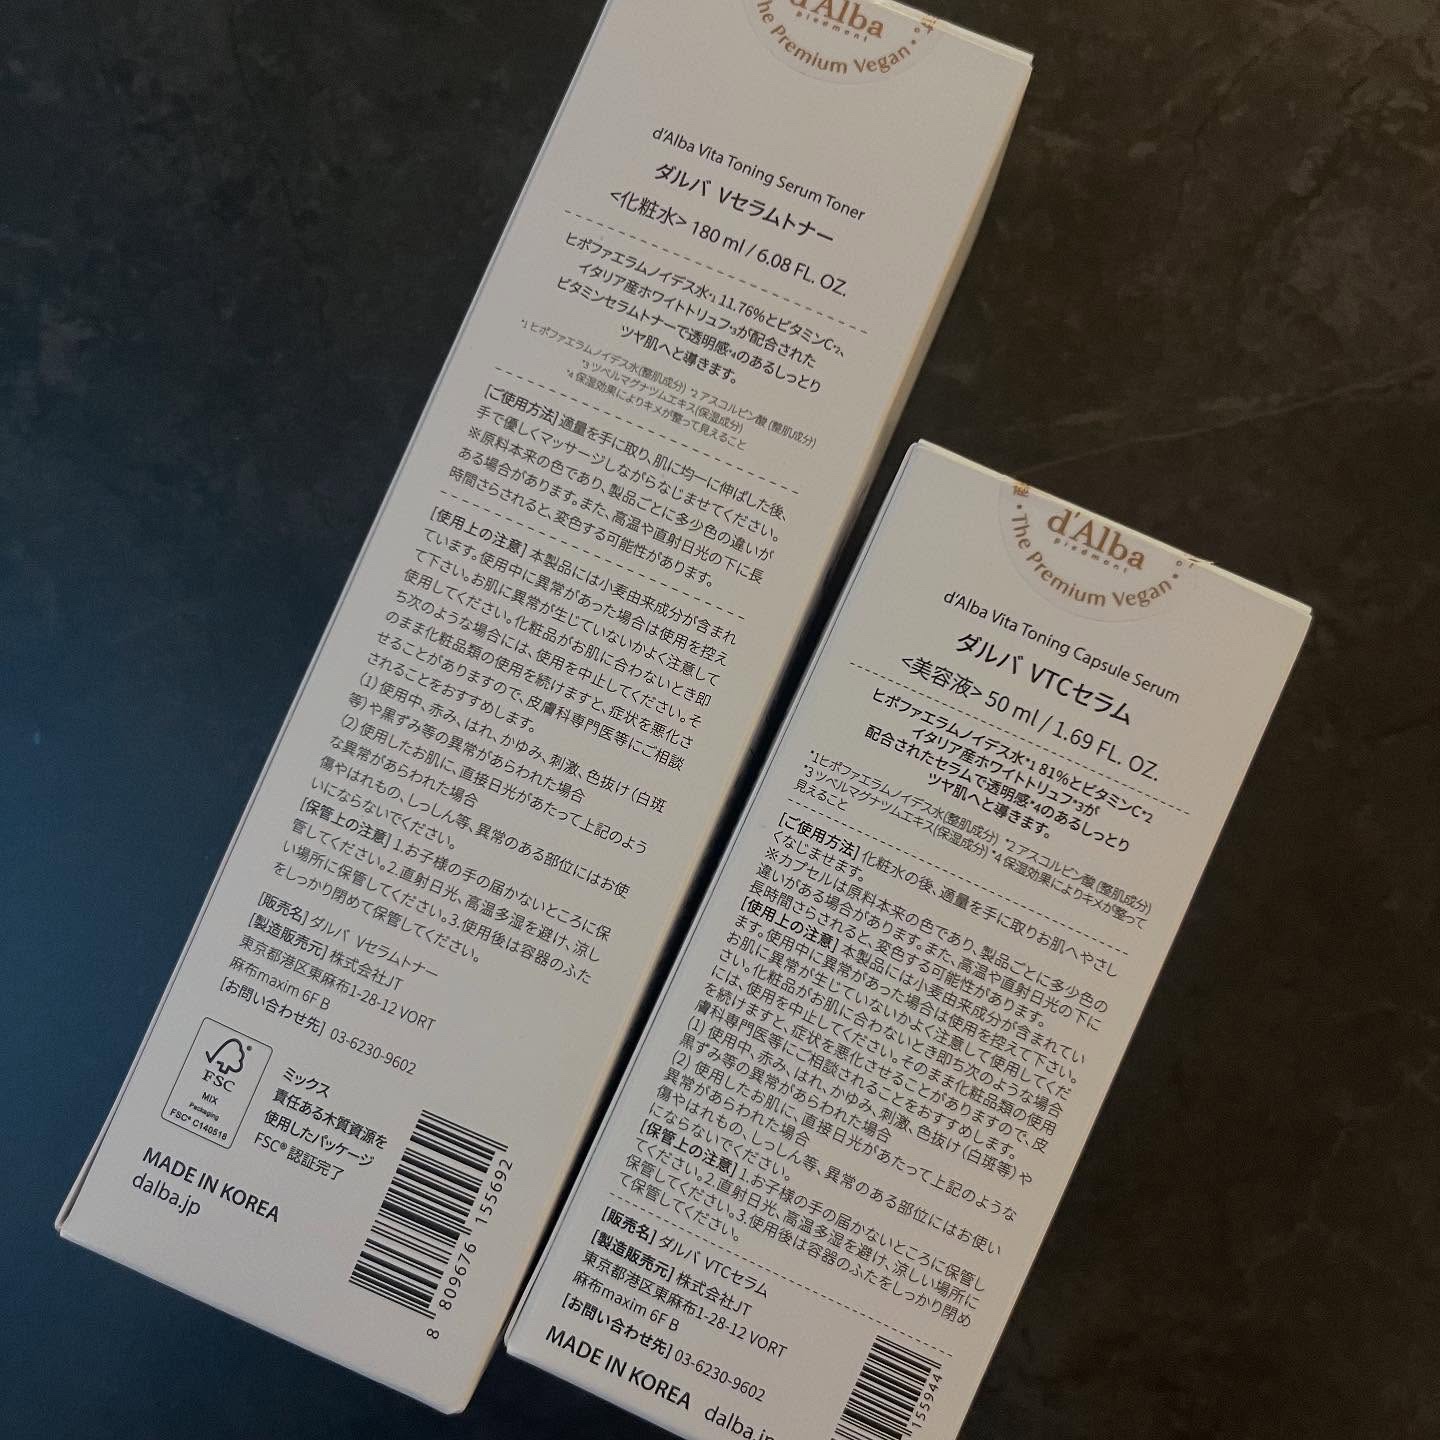 d'Alba
Piedmont
The Premium Vegan
d'Alba Vita Toning Serum Toner
ダルバ Vセラムトナー
<化粧水> 180 ml / 6.08 FL. OZ.
ヒポファエラムノイデス水*1 11.76%とビタミンC*2、
イタリア産ホワイトトリュフ*3が配合された
ビタミンセラムトナーで透明感*4のあるしっとり
ツヤ肌へと導きます。
*1 ヒポファエラムノイデス水(整肌成分) *2 アスコルビン酸 (整肌成分)
*3 ツベルマグナツムエキス(保湿成分)
*4 保湿効果によりキメが整って見えること
[ご使用方法] 適量を手に取り、肌に均一に伸ばした後、
手で優しくマッサージしながらなじませてください。
※原料本来の色であり、製品ごとに多少色の違いが
ある場合があります。また、高温や直射日光の下に長
時間さらされると、変色する可能性があります。
[使用上の注意] 本製品には小麦由来成分が含まれ
ています。使用中に異常があった場合は使用を控え
て下さい。お肌に異常が生じていないかよく注意して
使用してください。化粧品がお肌に合わないとき即
ち次のような場合には、使用を中止してください。そ
のまま化粧品類の使用を続けますと、症状を悪化さ
せることがありますので、皮膚科専門医等にご相談
されることをおすすめします。
(1) 使用中、赤み、はれ、かゆみ、刺激、色抜け (白斑
等) や黒ずみ等の異常があらわれた場合
(2) 使用したお肌に、直接日光があたって上記のよう
な異常があらわれた場合
傷やはれもの、しっしん等、異常のある部位にはお使
いにならないでください。
[保管上の注意] 1.お子様の手の届かないところに保
管してください。2.直射日光、高温多湿を避け、涼し
い場所に保管してください。3.使用後は容器のふた
をしっかり閉めて保管してください。
[販売名] ダルバ Vセラムトナー
[製造販売元] 株式会社JT
東京都港区東麻布1-28-12 VORT
麻布maxim 6F B
[お問い合わせ先] 03-6230-9602
FSC
MIX
Packaging
FSC® C140518
ミックス
責任ある木質資源を
使用したパッケージ
FSC® 認証完了
MADE IN KOREA
dalba.jp
8 809676 155692
d'Alba
Piedmont
The Premium Vegan
d'Alba Vita Toning Capsule Serum
ダルバ VTCセラム
<美容液> 50 ml / 1.69 FL. OZ.
ヒポファエラムノイデス水*1 81%とビタミンC*2
イタリア産ホワイトトリュフ*3が
配合されたセラムで透明感*4のあるしっとり
ツヤ肌へと導きます。
*1ヒポファエラムノイデス水(整肌成分) *2 アスコルビン酸 (整肌成分)
*3 ツベルマグナツムエキス(保湿成分) *4 保湿効果によりキメが整って
見えること
[ご使用方法] 化粧水の後、適量を手に取りお肌へやさし
くなじませます。
※カプセルは原料本来の色であり、製品ごとに多少色の
違いがある場合があります。また、高温や直射日光の下に
長時間さらされると、変色する可能性があります。
[使用上の注意] 本製品には小麦由来成分が含まれてい
ます。使用中に異常があった場合は使用を控えて下さい。
お肌に異常が生じていないかよく注意して使用してくだ
さい。化粧品がお肌に合わないとき即ち次のような場合
には、使用を中止してください。そのまま化粧品類の使用
を続けますと、症状を悪化させることがありますので、皮
膚科専門医等にご相談されることをおすすめします。
(1) 使用中、赤み、はれ、かゆみ、刺激、色抜け (白斑等) や
黒ずみ等の異常があらわれた場合
(2) 使用したお肌に、直接日光があたって上記のような
異常があらわれた場合
傷やはれもの、しっしん等、異常のある部位にはお使い
にならないでください。
[保管上の注意] 1.お子様の手の届かないところに保管し
てください。2.直射日光、高温多湿を避け、涼しい場所に
保管してください。3.使用後は容器のふたをしっかり閉め
て保管してください。
[販売名] ダルバ VTCセラム
[製造販売元] 株式会社JT
東京都港区東麻布1-28-12 VORT
麻布maxim 6F B
[お問い合わせ先] 03-6230-9602
MADE IN KOREA
dalba.jp
155944